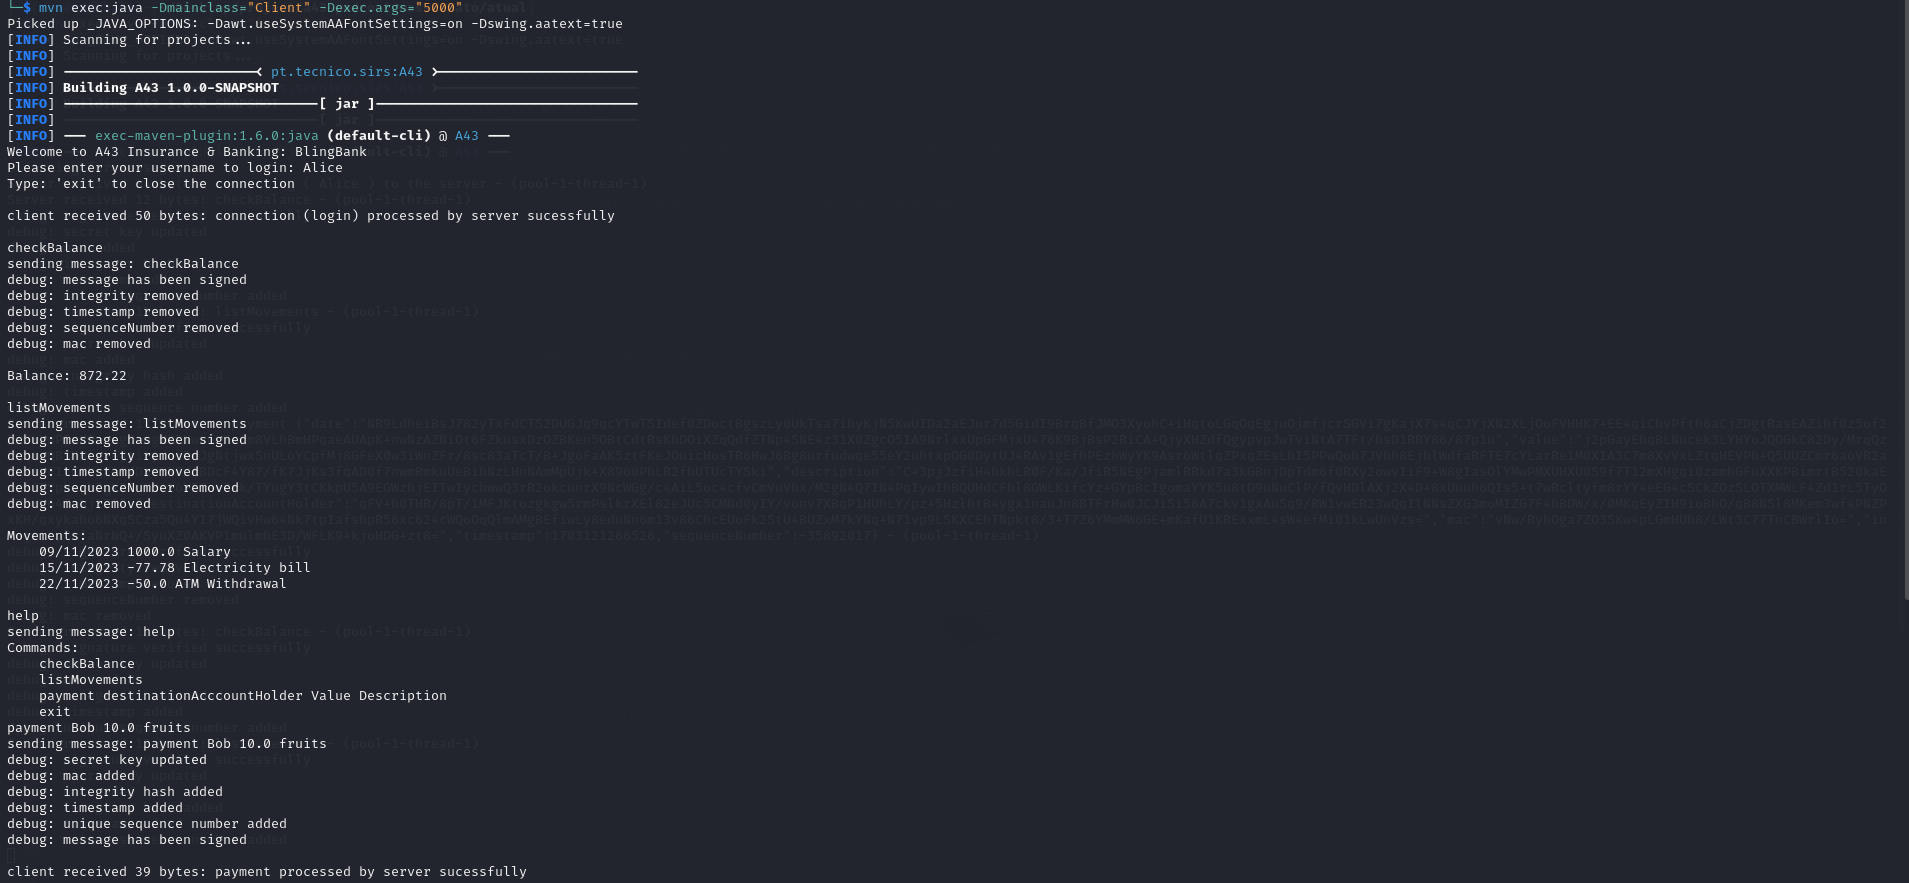 └─$ mvn exec:java -Dmainclass="Client" -Dexec.args="5000"
Picked up _JAVA_OPTIONS: -Dawt.useSystemAAFontSettings=on -Dswing.aatext=true
[INFO] Scanning for projects...
[INFO]
[INFO] ────────────────────────< pt.tecnico.sirs:A43 >─────────────────────────
[INFO] Building A43 1.0.0-SNAPSHOT
[INFO] ────────────────────────────────[ jar ]─────────────────────────────────
[INFO]
[INFO] ─── exec-maven-plugin:1.6.0:java (default-cli) @ A43 ───
Welcome to A43 Insurance & Banking: BlingBank
Please enter your username to login: Alice
Type: 'exit' to close the connection
client received 50 bytes: connection (login) processed by server sucessfully
checkBalance
sending message: checkBalance
debug: message has been signed
debug: integrity removed
debug: timestamp removed
debug: sequenceNumber removed
debug: mac removed
Balance: 872.22
listMovements
sending message: listMovements
debug: message has been signed
debug: integrity removed
debug: timestamp removed
debug: sequenceNumber removed
debug: mac removed
Movements:
09/11/2023 1000.0 Salary
15/11/2023 -77.78 Electricity bill
22/11/2023 -50.0 ATM Withdrawal
help
sending message: help
Commands:
checkBalance
listMovements
payment destinationAcccountHolder Value Description
exit
payment Bob 10.0 fruits
sending message: payment Bob 10.0 fruits
debug: secret key updated
debug: mac added
debug: integrity hash added
debug: timestamp added
debug: unique sequence number added
debug: message has been signed
client received 39 bytes: payment processed by server sucessfully